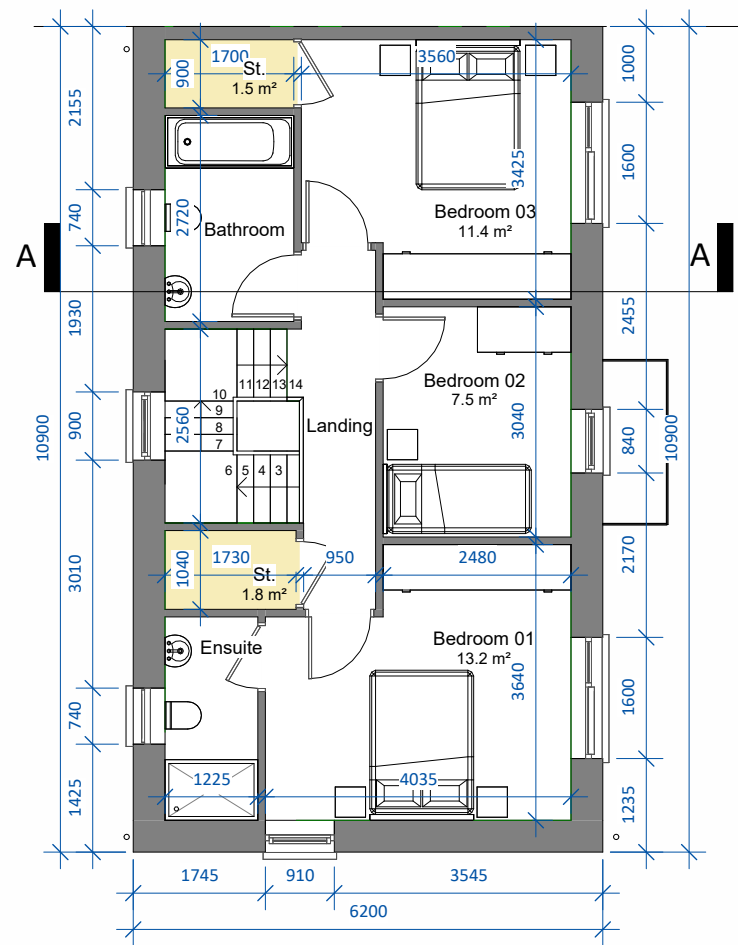 1700
3560
900
St.
1.5 m²
1000
2155
1600
3425
740
2720
Bathroom
Bedroom 03
11.4 m²
A
A
1930
2455
Bedroom 02
7.5 m²
11 12 13 14
10
9
8
7
6 5 4 3
900
2560
Landing
3040
840
10900
10900
1730
950
2480
1040
St.
1.8 m²
3010
2170
Ensuite
Bedroom 01
13.2 m²
3640
740
1600
1225
4035
1425
1235
1745
910
3545
6200